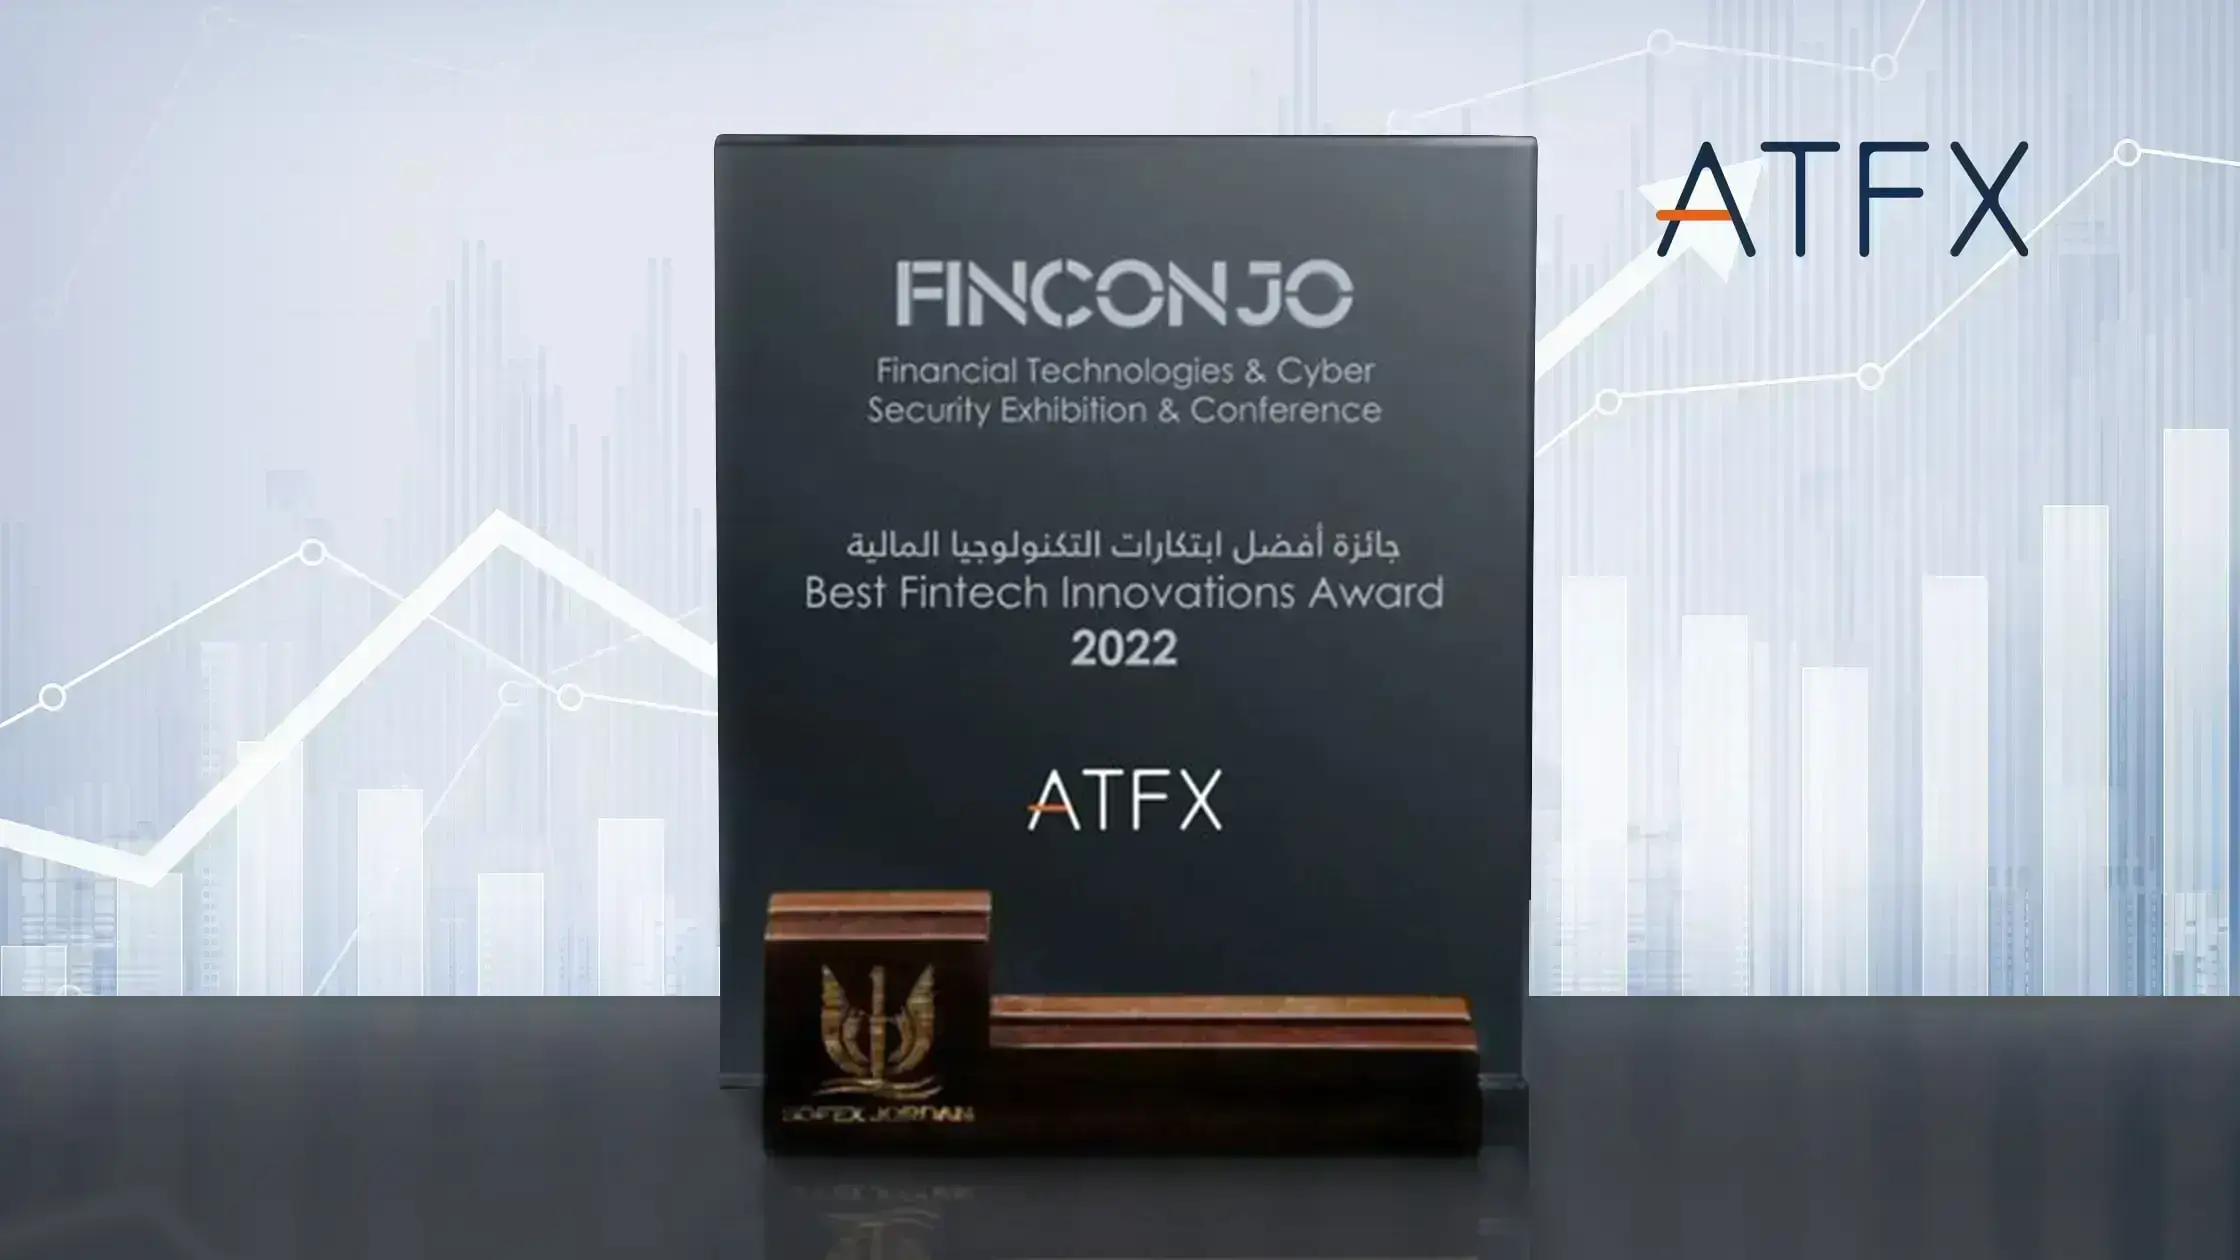 ATFX
FINCONJO
Financial Technologies & Cyber
Security Exhibition & Conference
جائزة أفضل ابتكارات التكنولوجيا المالية
Best Fintech Innovations Award
2022
ATFX
SOFEX JORDAN